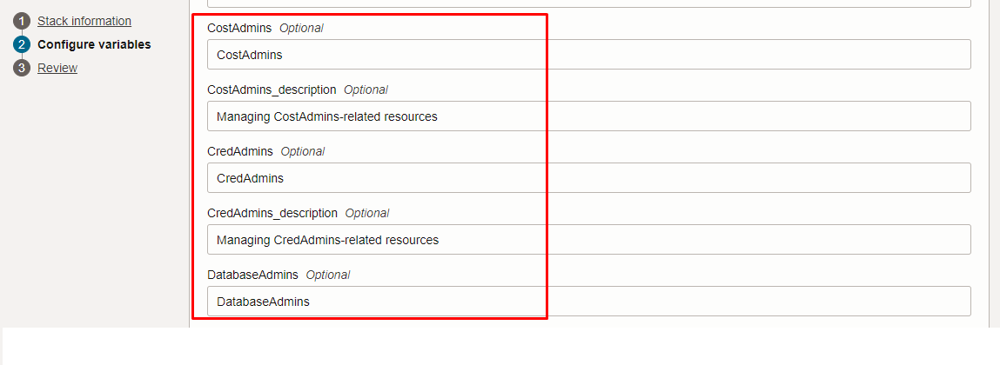 1 Stack information
2 Configure variables
3 Review
CostAdmins Optional
CostAdmins
CostAdmins_description Optional
Managing CostAdmins-related resources
CredAdmins Optional
CredAdmins
CredAdmins_description Optional
Managing CredAdmins-related resources
DatabaseAdmins Optional
DatabaseAdmins